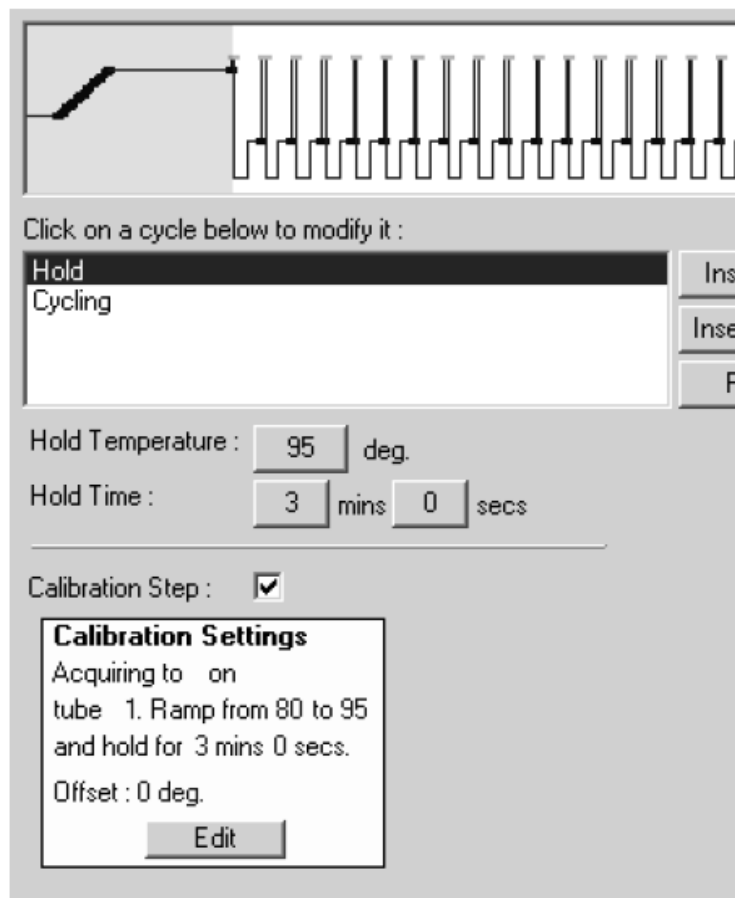 Click on a cycle below to modify it :
Hold
Cycling
Ins
Inse
Hold Temperature : 95 deg.
Hold Time : 3 mins 0 secs
Calibration Step :
Calibration Settings
Acquiring to on
tube 1. Ramp from 80 to 95
and hold for 3 mins 0 secs.
Offset : 0 deg.
Edit